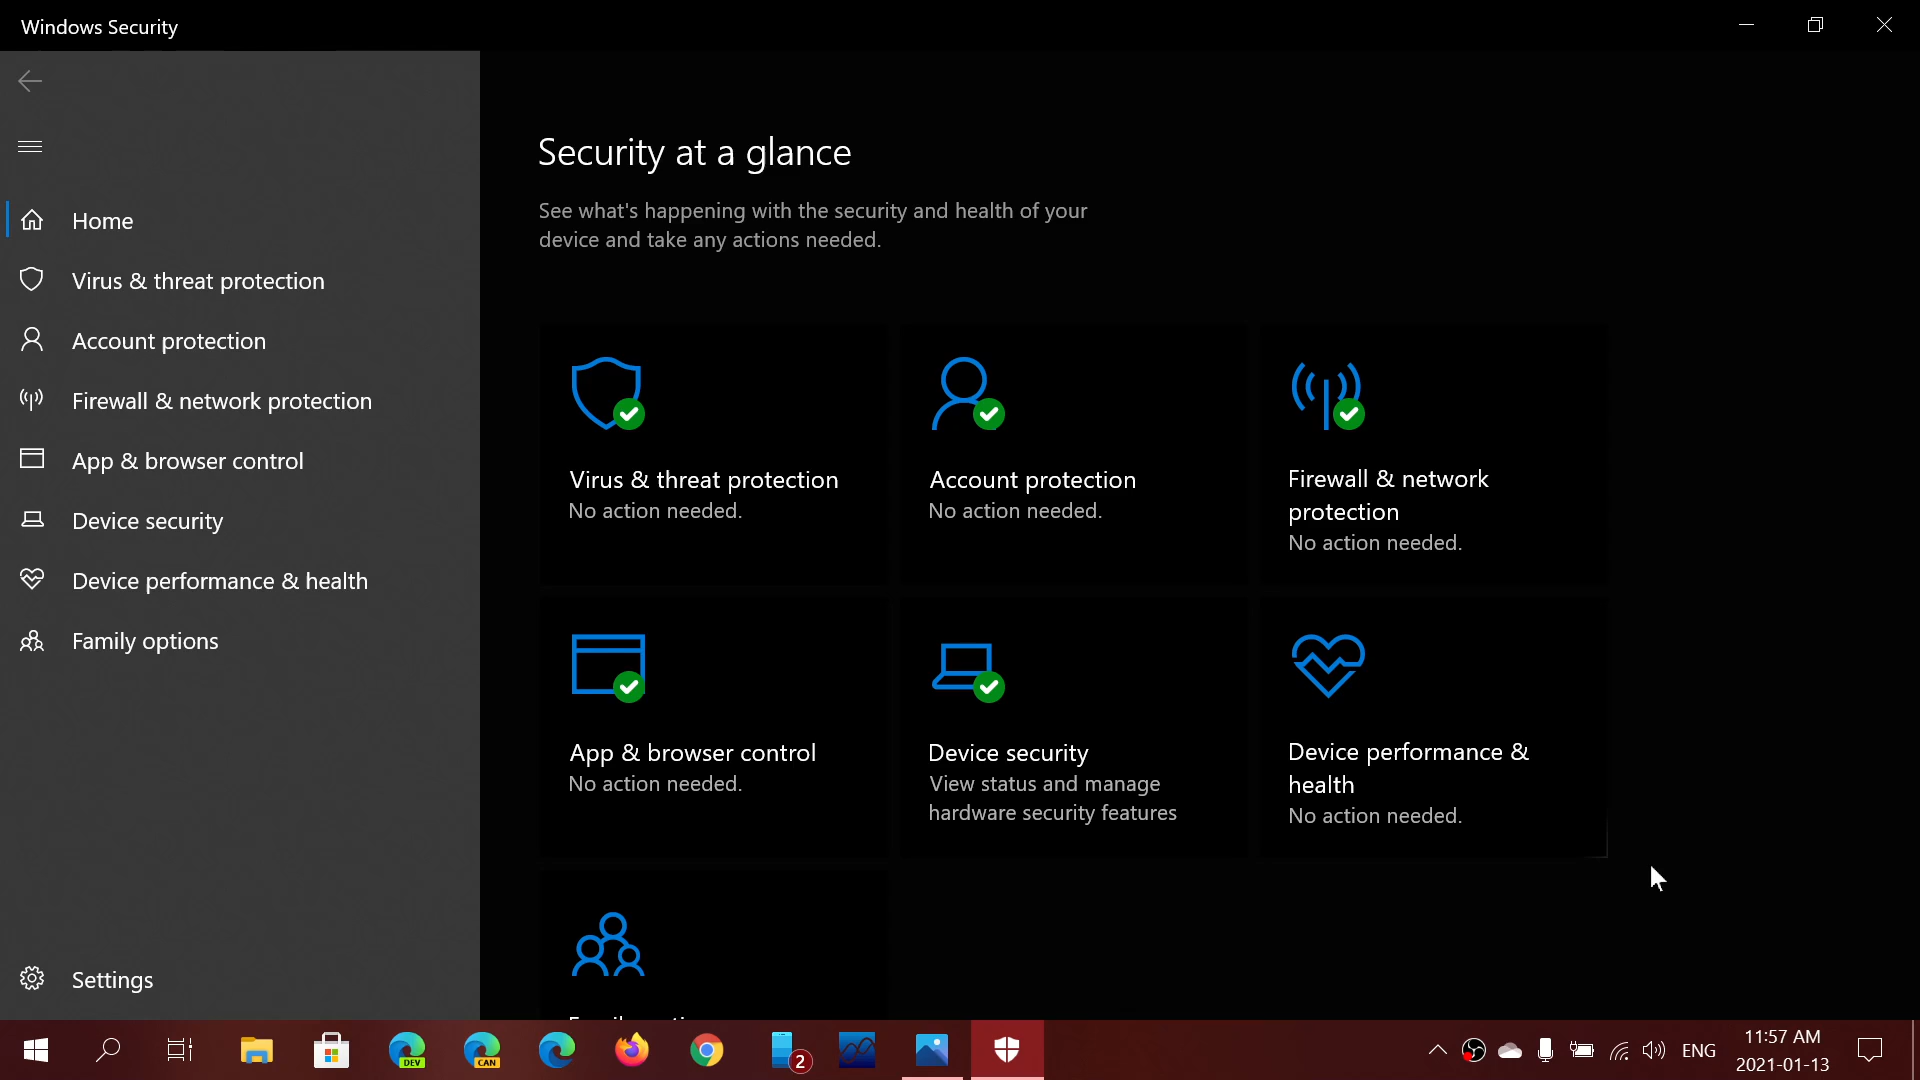 Windows Security
Home
Virus & threat protection
Account protection
Firewall & network protection
App & browser control
Device security
Device performance & health
Family options
Settings
Security at a glance
See what's happening with the security and health of your
device and take any actions needed.
Virus & threat protection
No action needed.
Account protection
No action needed.
Firewall & network
protection
No action needed.
App & browser control
No action needed.
Device security
View status and manage
hardware security features
Device performance &
health
No action needed.
DEV
CAN
2
ENG
11:57 AM
2021-01-13